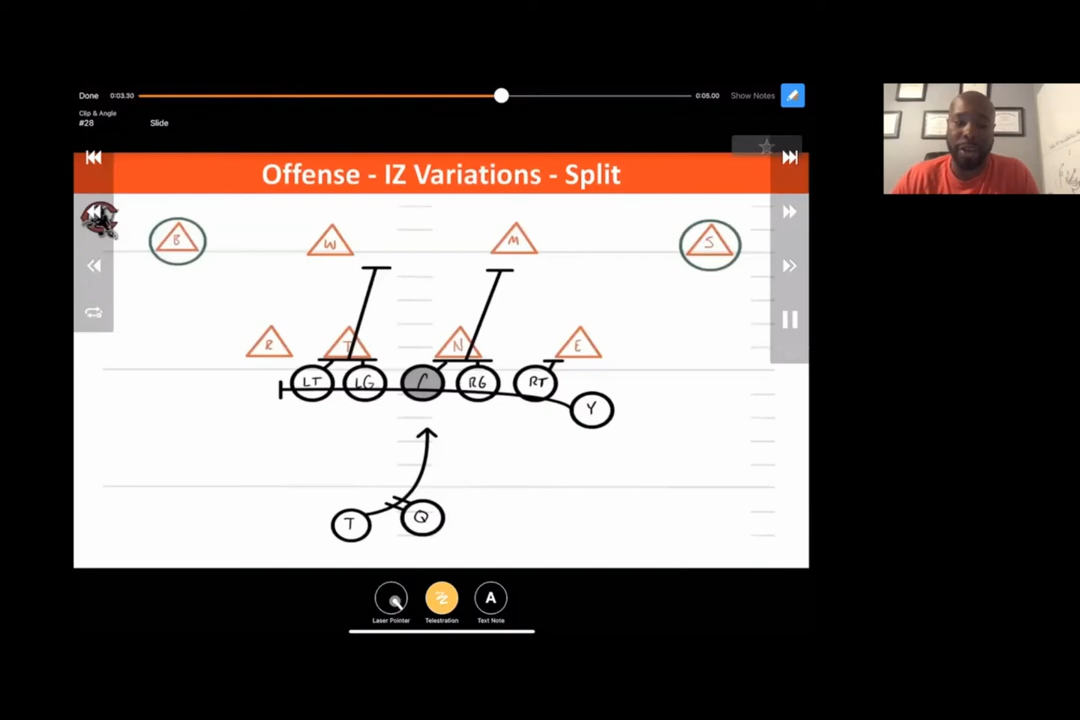 Done 0:03.30 0:05.00 Show Notes
Clip & Angle
#28 Slide
Offense - IZ Variations - Split
B W M S
R T N E
LT LG C RG RT
Y
T Q
A
Laser Pointer Telestration Text Note